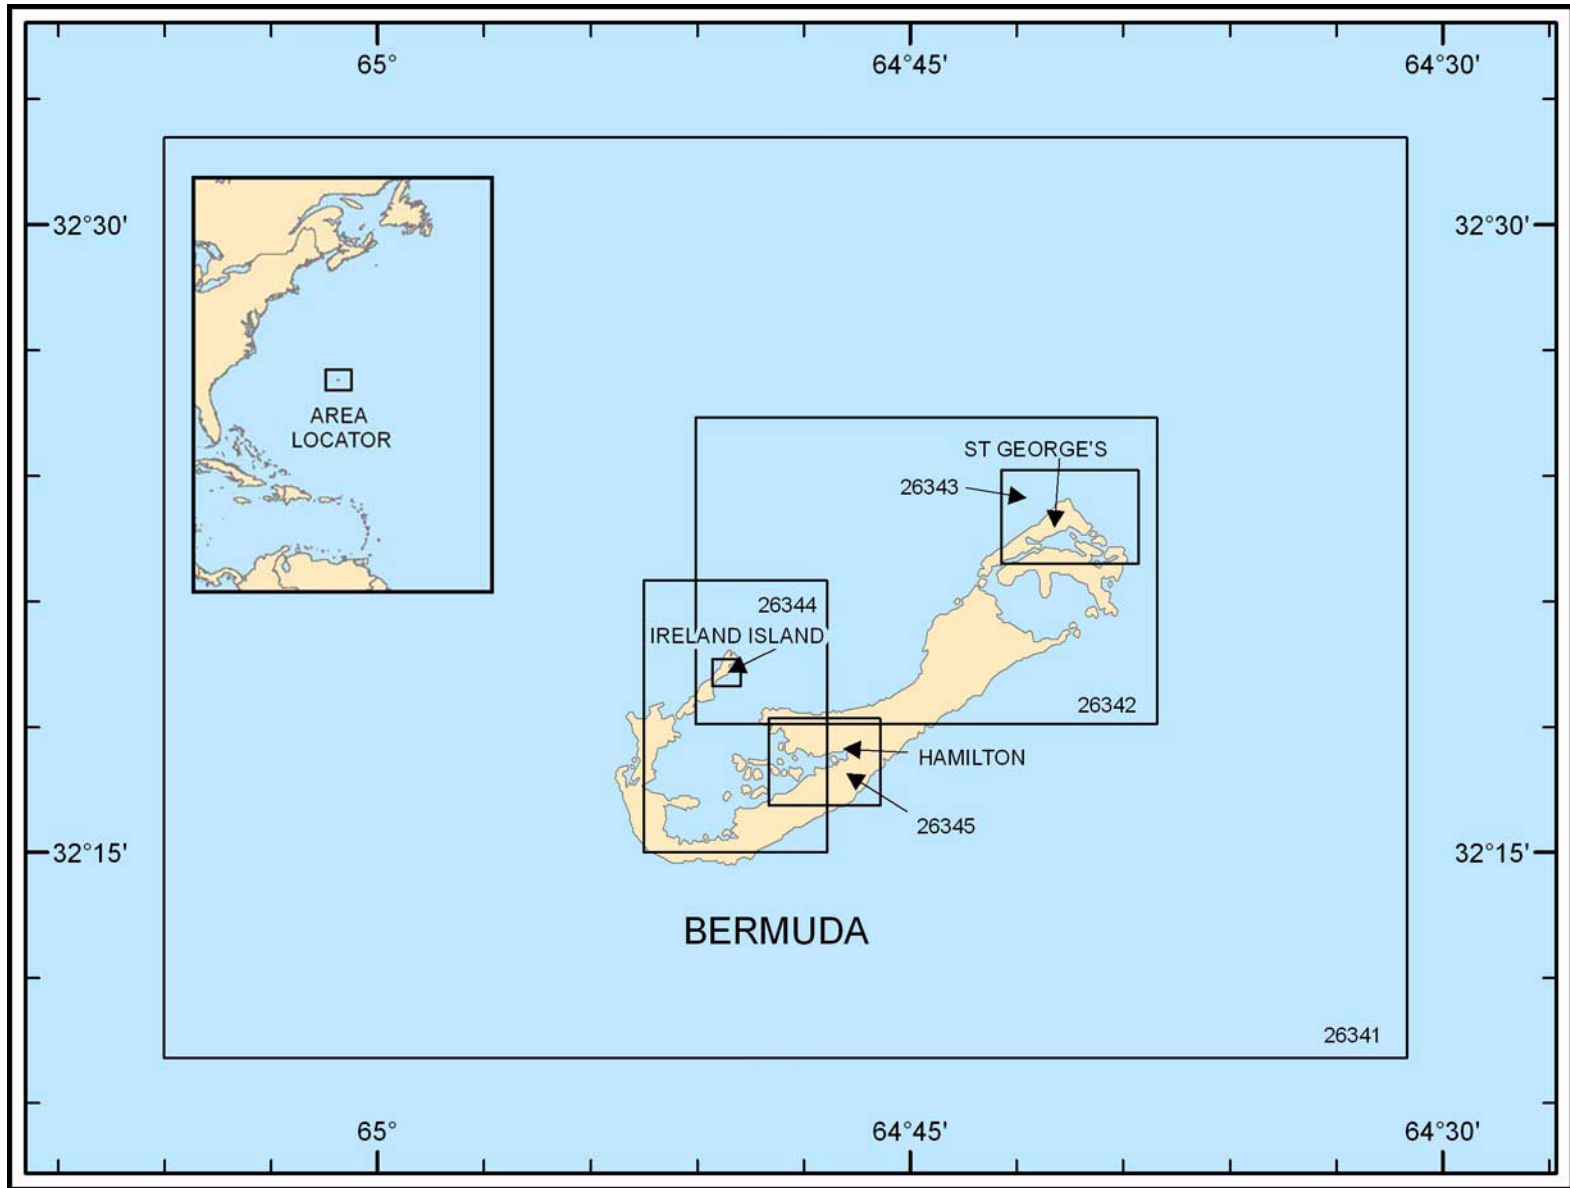 65°
64°45'
64°30'
32°30'
32°30'
AREA
LOCATOR
ST GEORGE'S
26343
26344
IRELAND ISLAND
26342
HAMILTON
26345
32°15'
32°15'
BERMUDA
26341
65°
64°45'
64°30'